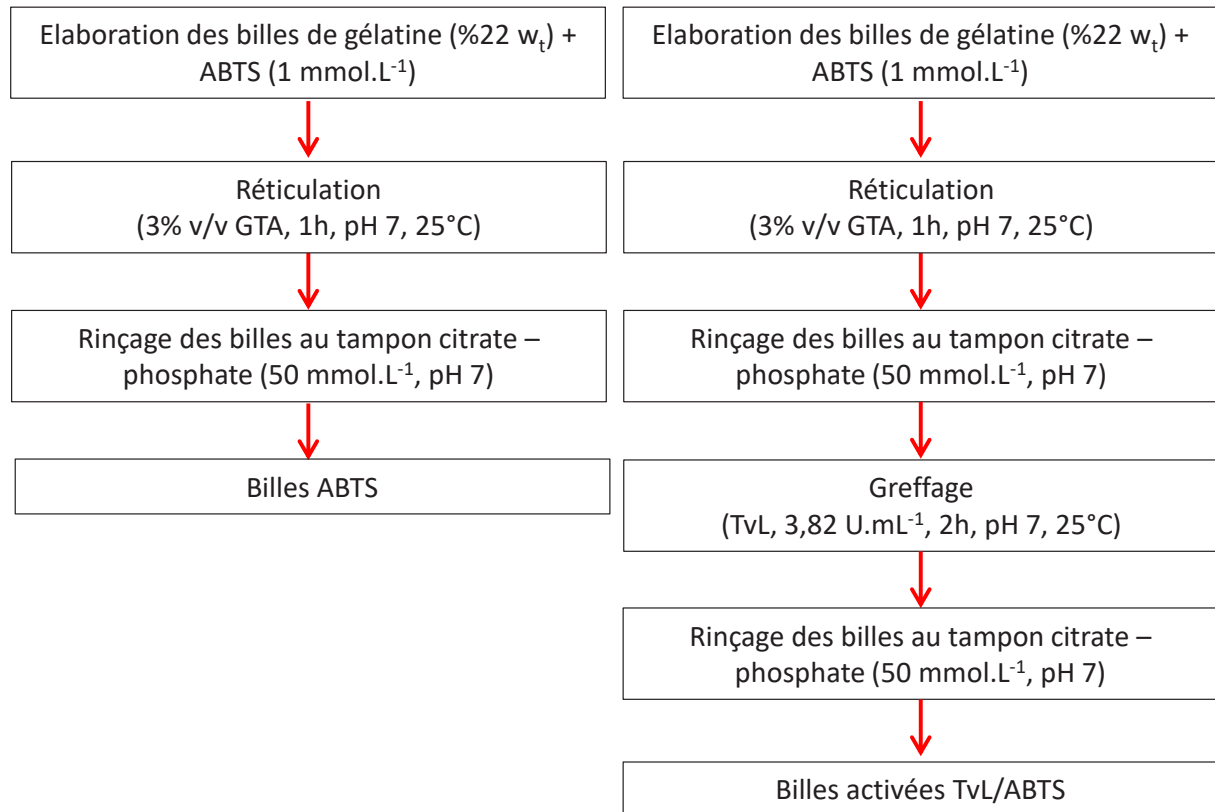 Elaboration des billes de gélatine (%22 wt) +
ABTS (1 mmol.L-1)
Réticulation
(3% v/v GTA, 1h, pH 7, 25°C)
Rinçage des billes au tampon citrate –
phosphate (50 mmol.L-1, pH 7)
Billes ABTS
Elaboration des billes de gélatine (%22 wt) +
ABTS (1 mmol.L-1)
Réticulation
(3% v/v GTA, 1h, pH 7, 25°C)
Rinçage des billes au tampon citrate –
phosphate (50 mmol.L-1, pH 7)
Greffage
(TvL, 3,82 U.mL-1, 2h, pH 7, 25°C)
Rinçage des billes au tampon citrate –
phosphate (50 mmol.L-1, pH 7)
Billes activées TvL/ABTS